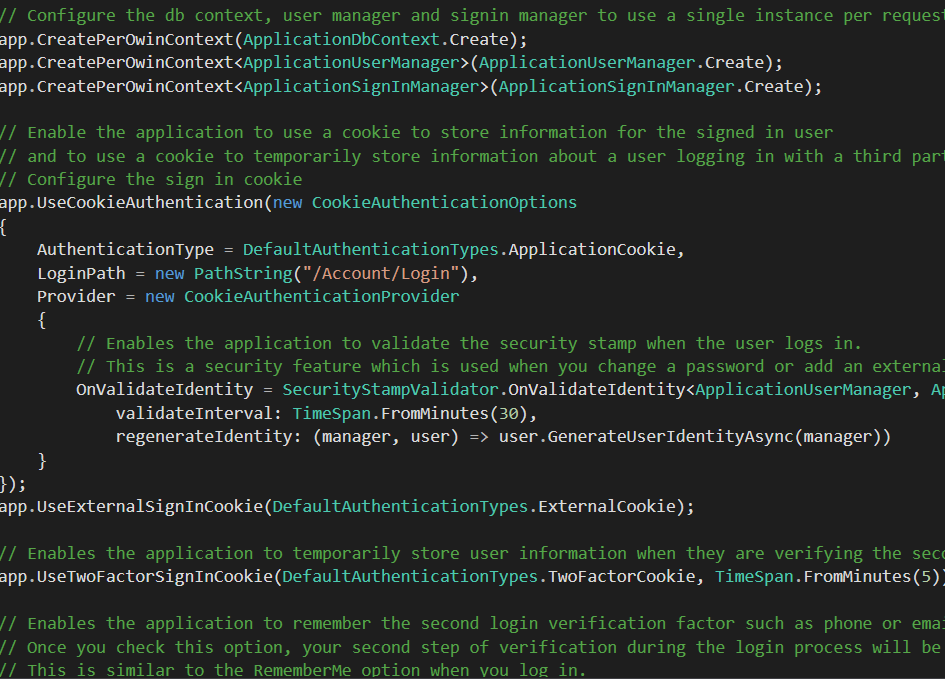 // Configure the db context, user manager and signin manager to use a single instance per request
app.CreatePerOwinContext(ApplicationDbContext.Create);
app.CreatePerOwinContext<ApplicationUserManager>(ApplicationUserManager.Create);
app.CreatePerOwinContext<ApplicationSignInManager>(ApplicationSignInManager.Create);

// Enable the application to use a cookie to store information for the signed in user
// and to use a cookie to temporarily store information about a user logging in with a third part
// Configure the sign in cookie
app.UseCookieAuthentication(new CookieAuthenticationOptions
{
    AuthenticationType = DefaultAuthenticationTypes.ApplicationCookie,
    LoginPath = new PathString("/Account/Login"),
    Provider = new CookieAuthenticationProvider
    {
        // Enables the application to validate the security stamp when the user logs in.
        // This is a security feature which is used when you change a password or add an external
        OnValidateIdentity = SecurityStampValidator.OnValidateIdentity<ApplicationUserManager, Ap
            validateInterval: TimeSpan.FromMinutes(30),
            regenerateIdentity: (manager, user) => user.GenerateUserIdentityAsync(manager))
    }
});
app.UseExternalSignInCookie(DefaultAuthenticationTypes.ExternalCookie);

// Enables the application to temporarily store user information when they are verifying the seco
app.UseTwoFactorSignInCookie(DefaultAuthenticationTypes.TwoFactorCookie, TimeSpan.FromMinutes(5))

// Enables the application to remember the second login verification factor such as phone or emai
// Once you check this option, your second step of verification during the login process will be
// This is similar to the RememberMe option when you log in.